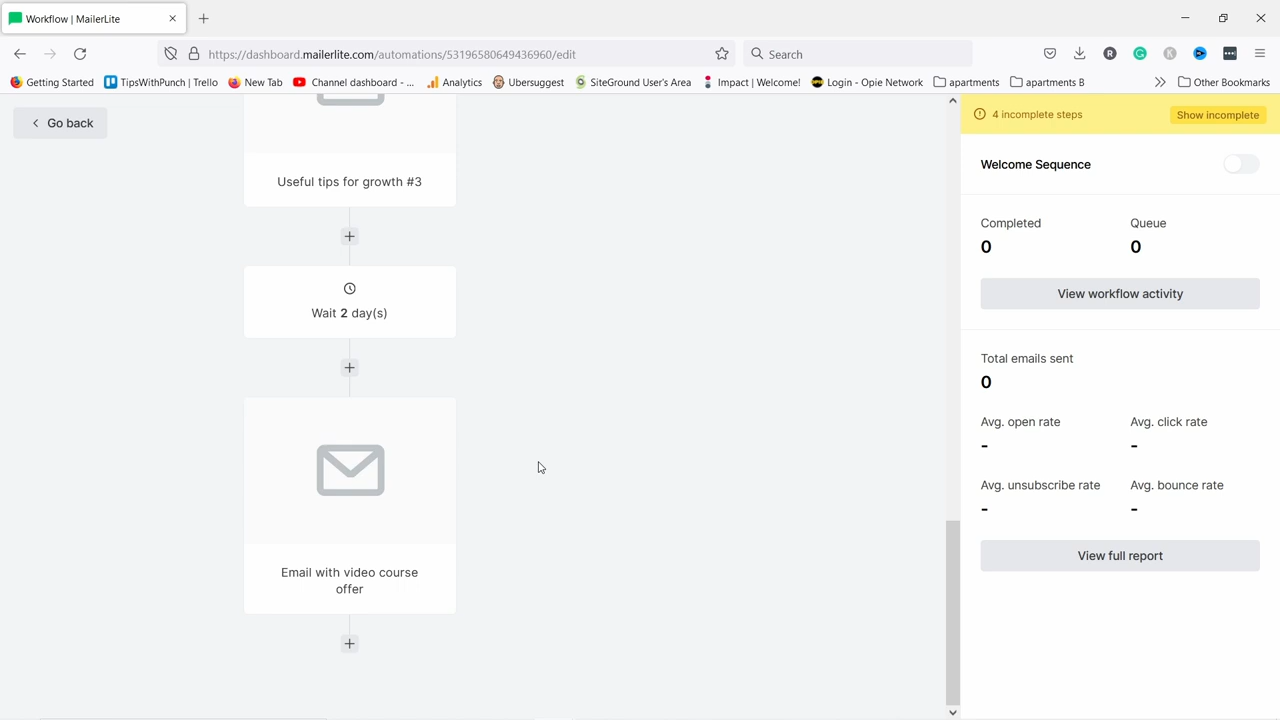 Workflow | MailerLite
https://dashboard.mailerlite.com/automations/53196580649436960/edit
Search
Getting Started
TipsWithPunch | Trello
New Tab
Channel dashboard - ...
Analytics
Ubersuggest
SiteGround User's Area
Impact | Welcome!
Login - Opie Network
apartments
apartments B
Other Bookmarks
Go back
Useful tips for growth #3
Wait 2 day(s)
Email with video course
offer
4 incomplete steps
Show incomplete
Welcome Sequence
Completed
Queue
0
0
View workflow activity
Total emails sent
0
Avg. open rate
Avg. click rate
-
-
Avg. unsubscribe rate
Avg. bounce rate
-
-
View full report